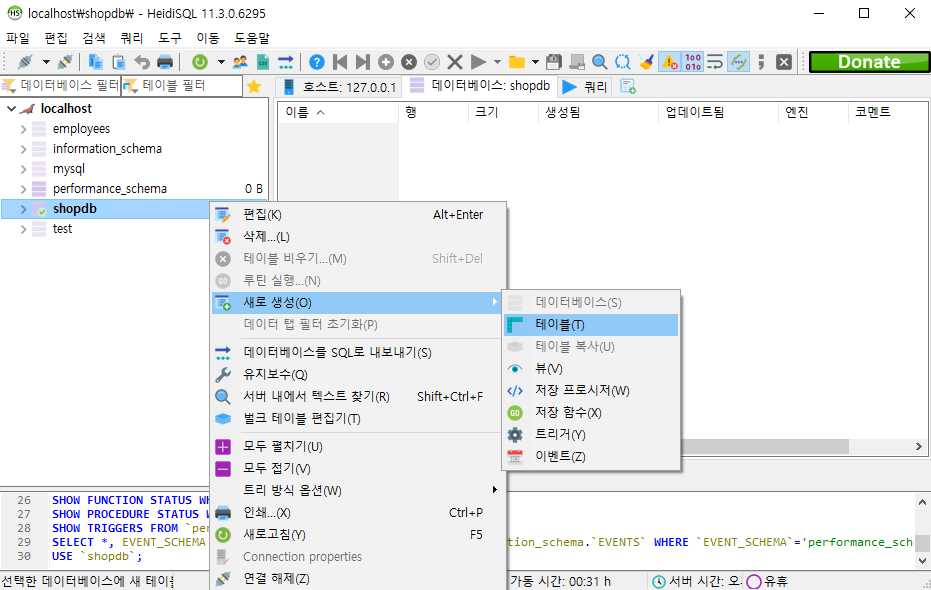 localhost₩shopdb₩ - HeidiSQL 11.3.0.6295
파일 편집 검색 쿼리 도구 이동 도움말
Donate
데이터베이스 필터 테이블 필터
호스트: 127.0.0.1 데이터베이스: shopdb 쿼리
이름 행 크기 생성됨 업데이트됨 엔진 코멘트
localhost
employees
information_schema
mysql
performance_schema 0 B
shopdb
test
편집(K) Alt+Enter
삭제...(L)
테이블 비우기...(M) Shift+Del
루틴 실행...(N)
새로 생성(O)
데이터 탭 필터 초기화(P)
데이터베이스를 SQL로 내보내기(S)
유지보수(Q)
서버 내에서 텍스트 찾기(R) Shift+Ctrl+F
벌크 테이블 편집기(T)
모두 펼치기(U)
모두 접기(V)
트리 방식 옵션(W)
인쇄...(X) Ctrl+P
새로고침(Y) F5
Connection properties
연결 해제(Z)
데이터베이스(S)
테이블(T)
테이블 복사(U)
뷰(V)
저장 프로시저(W)
저장 함수(X)
트리거(Y)
이벤트(Z)
26 SHOW FUNCTION STATUS
27 SHOW PROCEDURE STATUS
28 SHOW TRIGGERS FROM `per
29 SELECT *, EVENT_SCHEMA tion_schema.`EVENTS` WHERE `EVENT_SCHEMA`='performance_sch
30 USE `shopdb`;
선택한 데이터베이스에 새 테이블 가동 시간: 00:31 h 서버 시간: 오 유휴